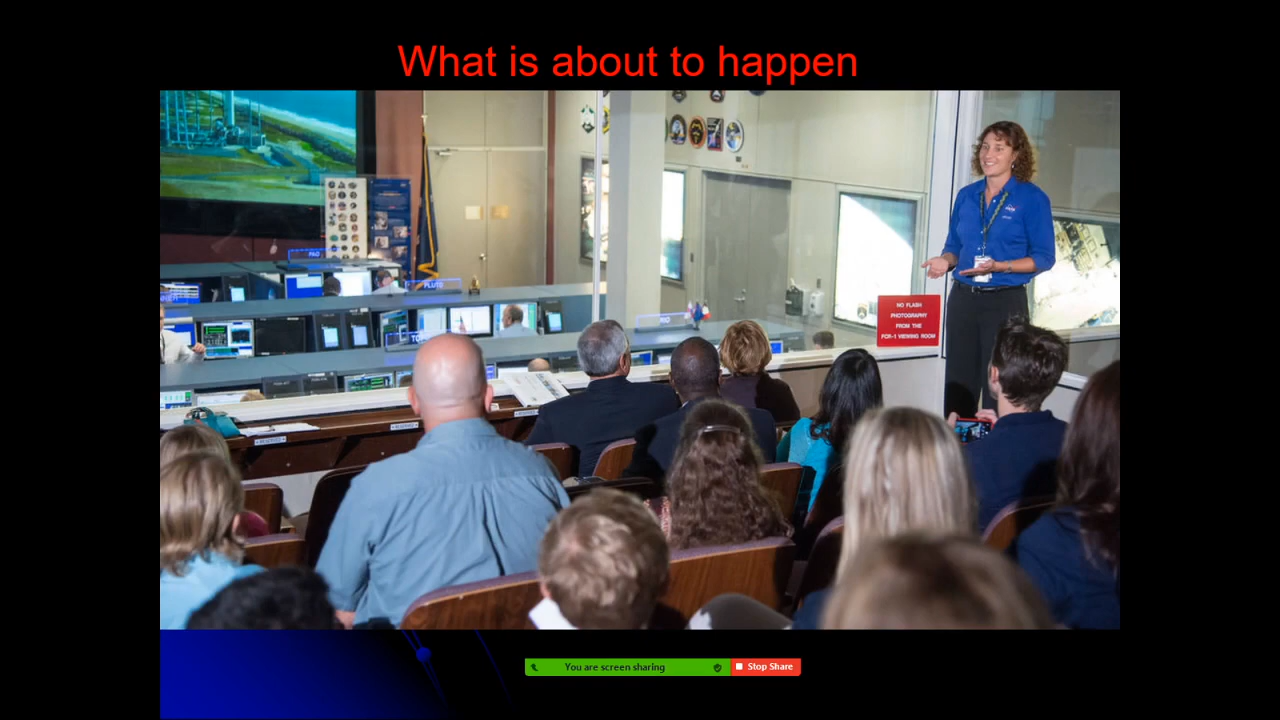 What is about to happen
PAO
PLUTO
NO FLASH
PHOTOGRAPHY
FROM THE
FCR-1 VIEWING ROOM
You are screen sharing
Stop Share